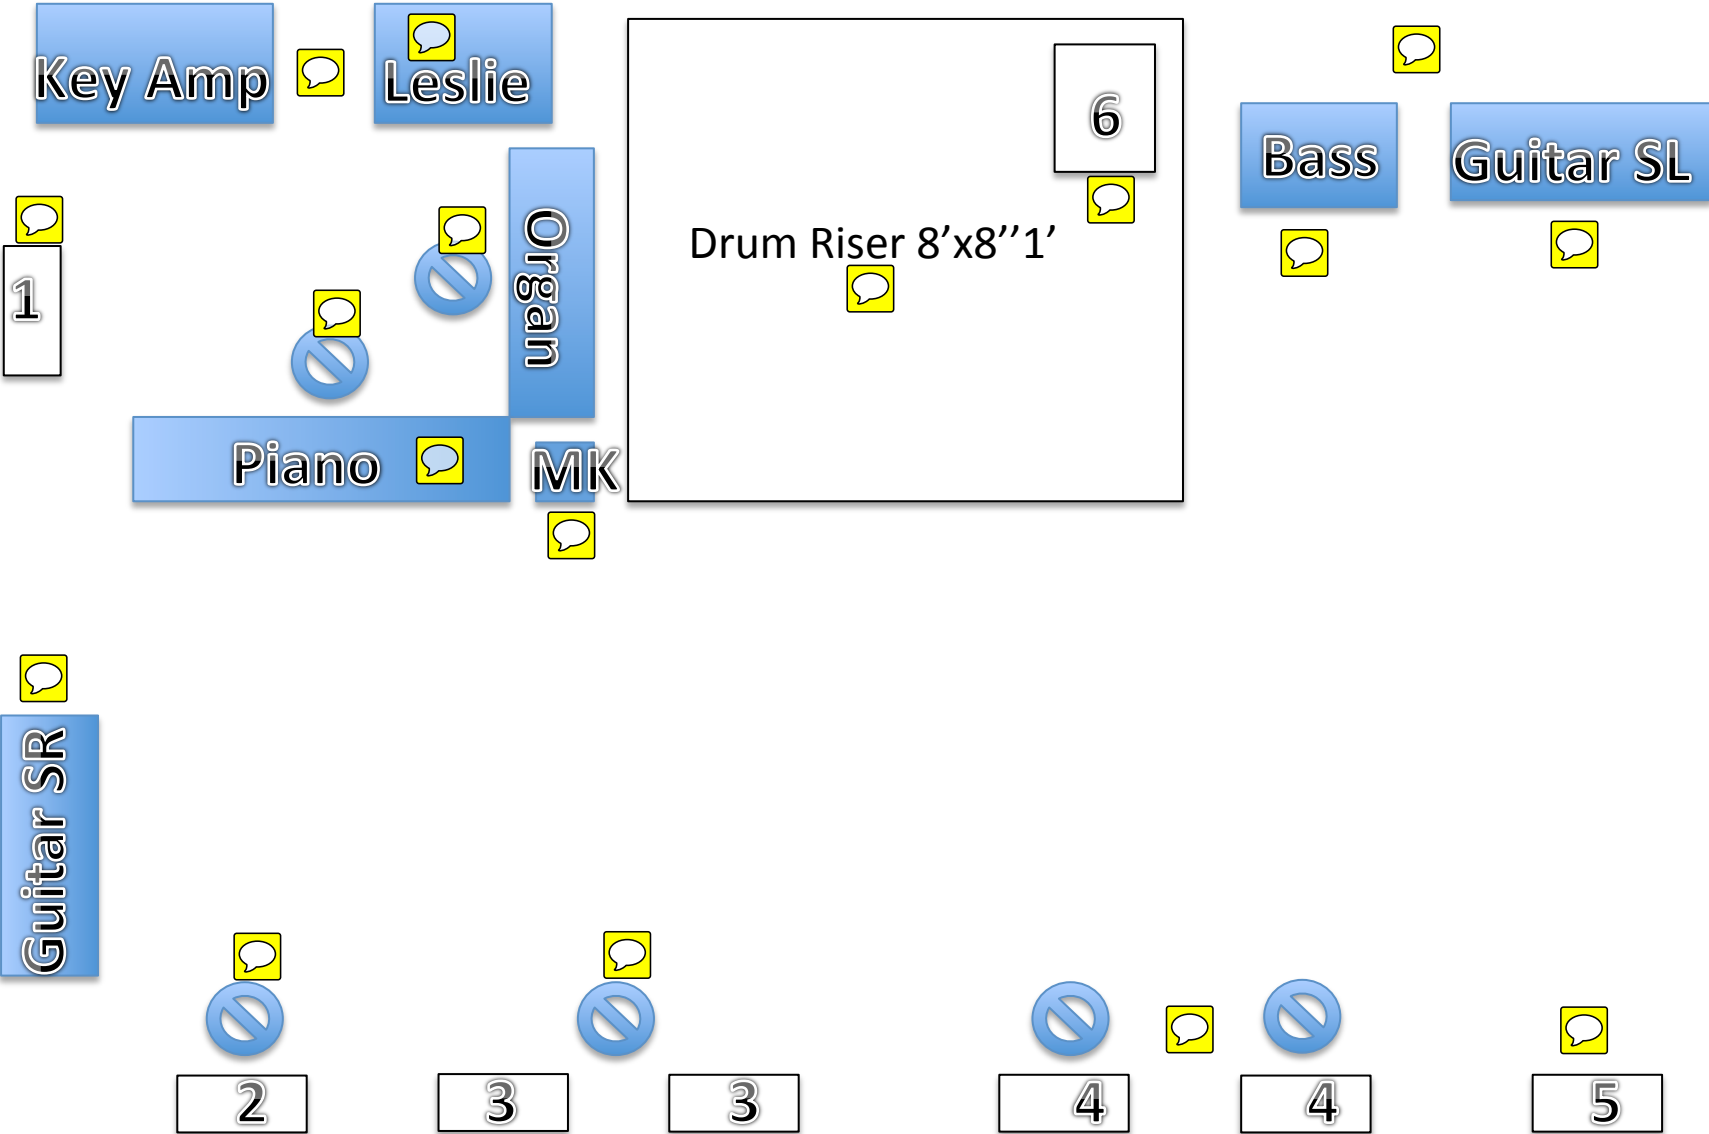 Key Amp
Leslie
6
Bass
Guitar SL
1
Organ
Drum Riser 8’x8’’1’
Piano
MK
Guitar SR
2
3
3
4
4
5